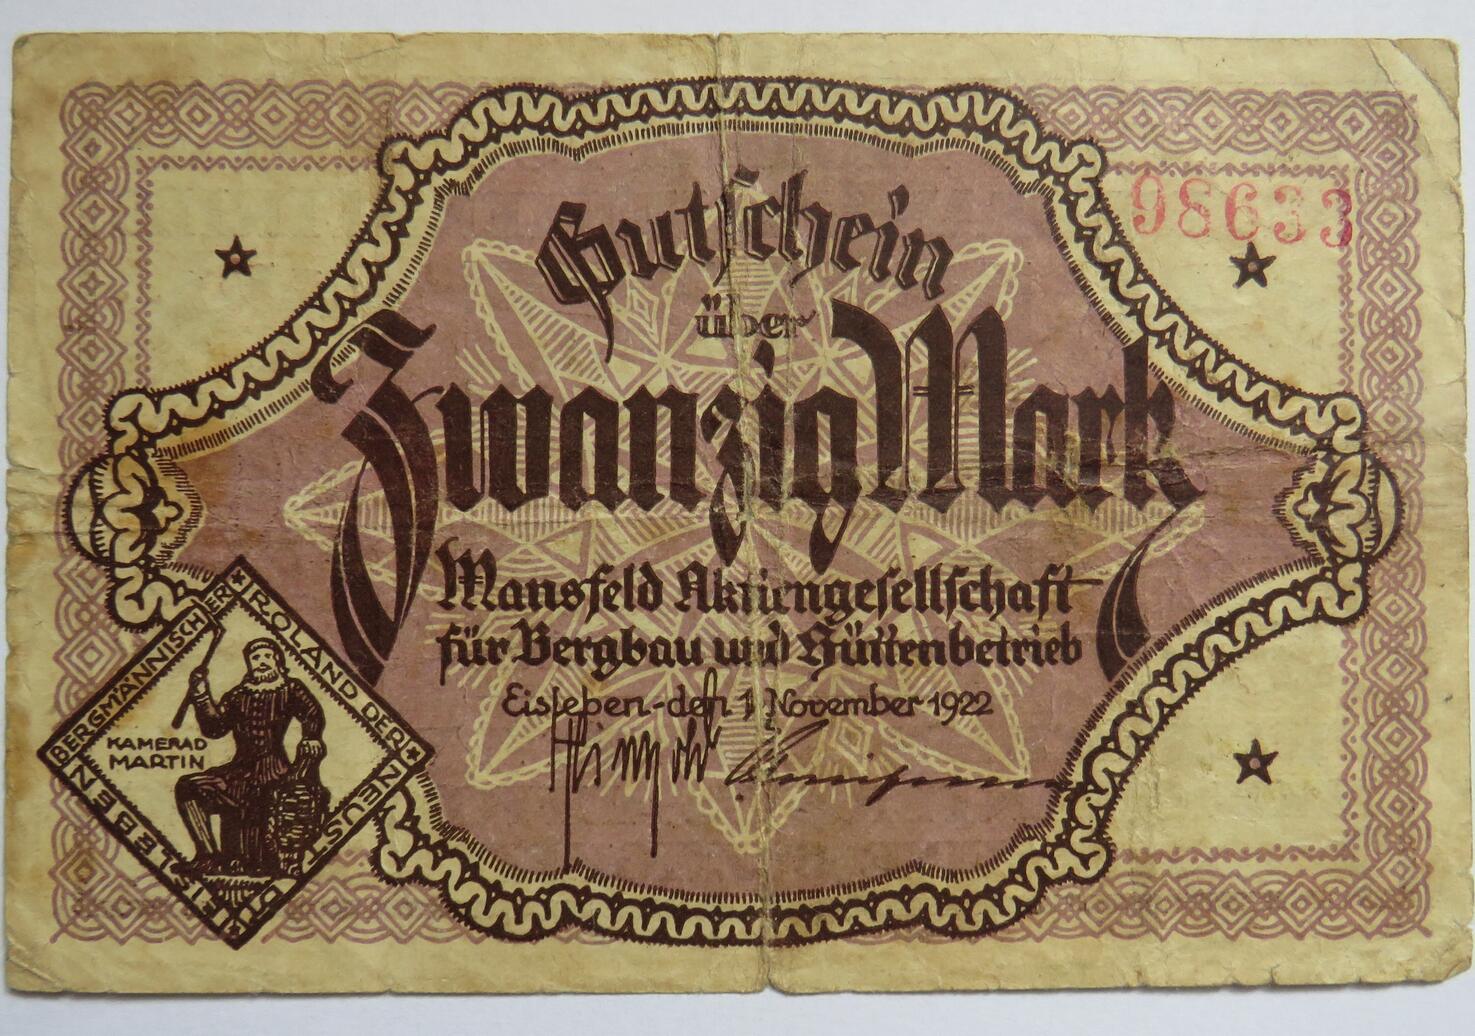 98633
Gutschein
über
Zwanzig Mark
Mansfeld Aktiengesellschaft
für Bergbau und Hüttenbetrieb
Eisleben-den 1 November 1922
BERGMANNISCHER ROLAND DER NEUSTADT EISLEBEN
KAMERAD
MARTIN